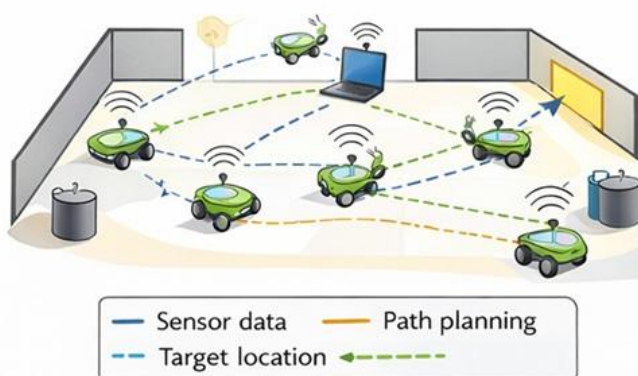 Sensor data
Path planning
Target location